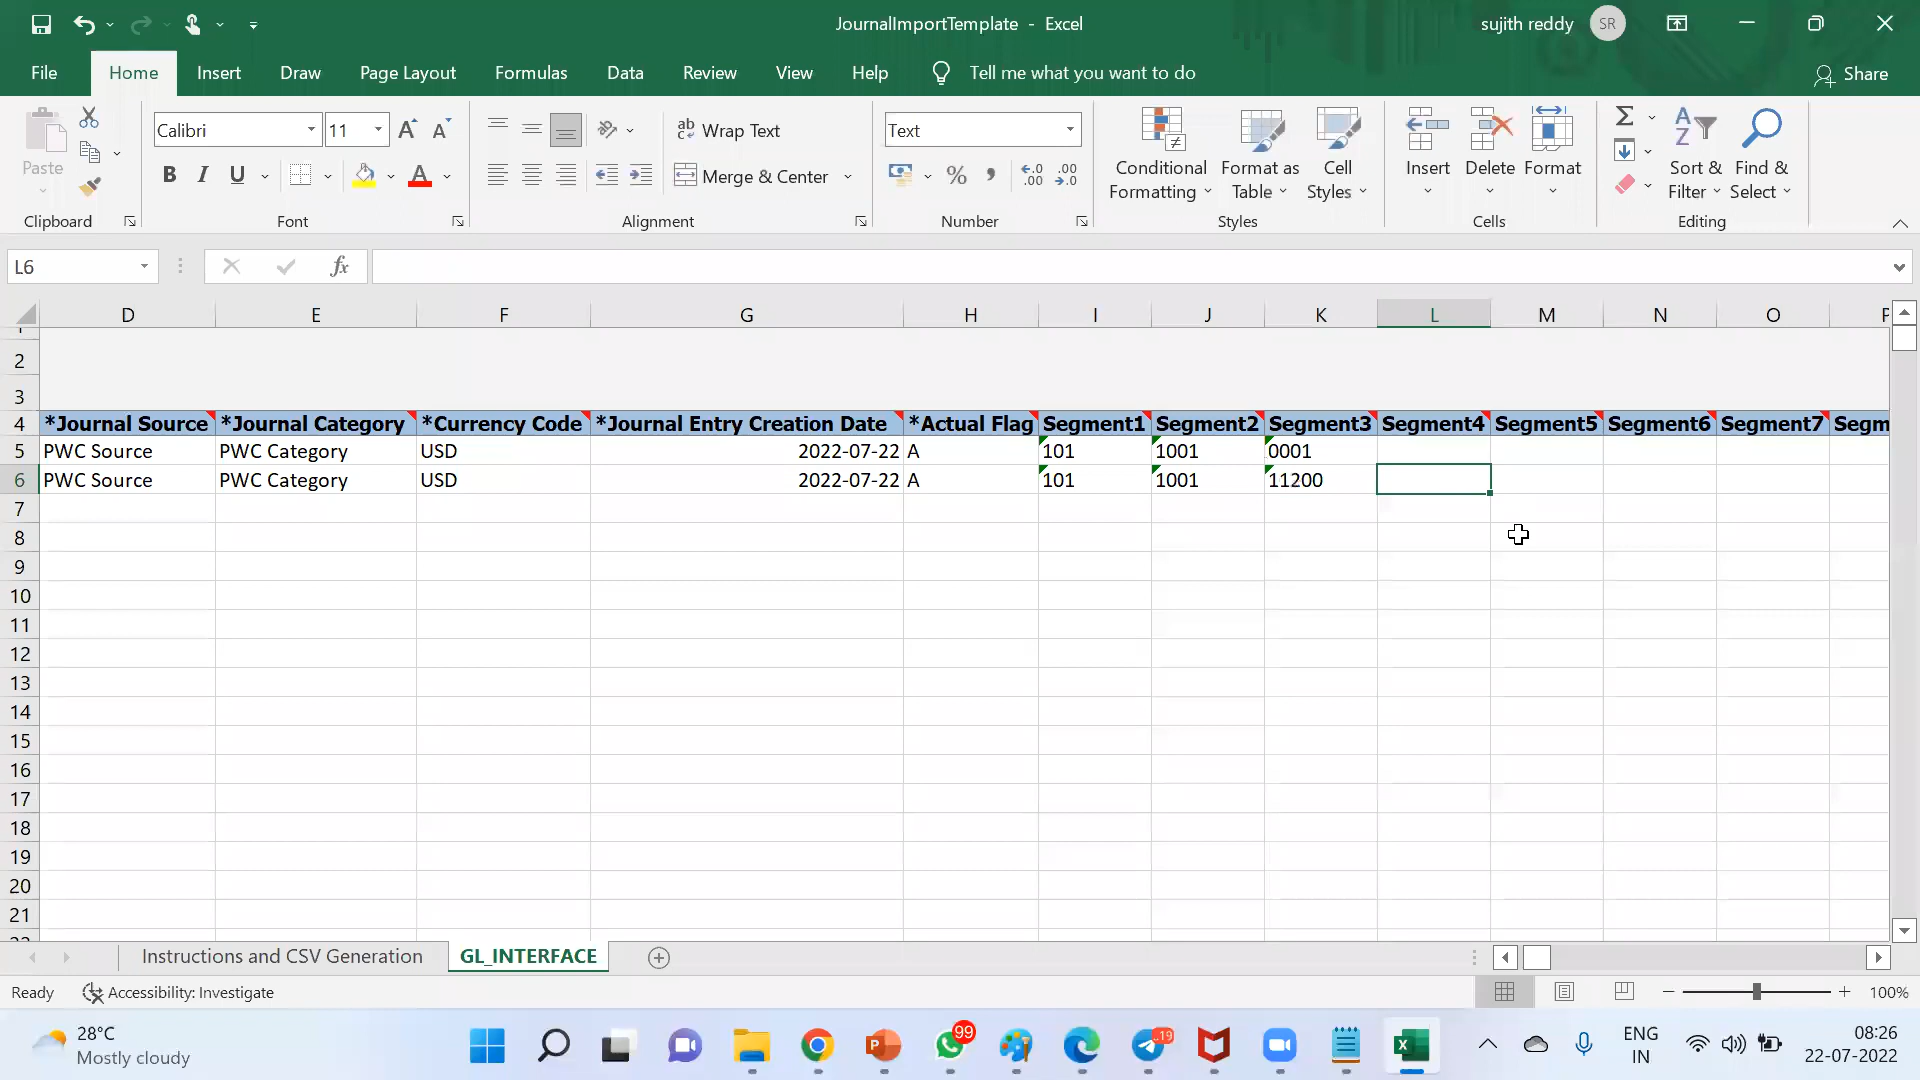 JournalImportTemplate - Excel
sujith reddy SR
File Home Insert Draw Page Layout Formulas Data Review View Help Tell me what you want to do Share
Paste Calibri 11 Wrap Text Text
Conditional Formatting
Format as Table
Cell Styles
Insert Delete Format
Sort & Filter
Find & Select
B I U Merge & Center
Clipboard Font Alignment Number Styles Cells Editing
L6
D E F G H I J K L M N O
2
3
4 *Journal Source *Journal Category *Currency Code *Journal Entry Creation Date *Actual Flag Segment1 Segment2 Segment3 Segment4 Segment5 Segment6 Segment7 Segm
5 PWC Source PWC Category USD 2022-07-22 A 101 1001 0001
6 PWC Source PWC Category USD 2022-07-22 A 101 1001 11200
7
8
9
10
11
12
13
14
15
16
17
18
19
20
21
Instructions and CSV Generation GL_INTERFACE
Ready Accessibility: Investigate 100%
28°C
Mostly cloudy
99
19
ENG
IN
08:26
22-07-2022